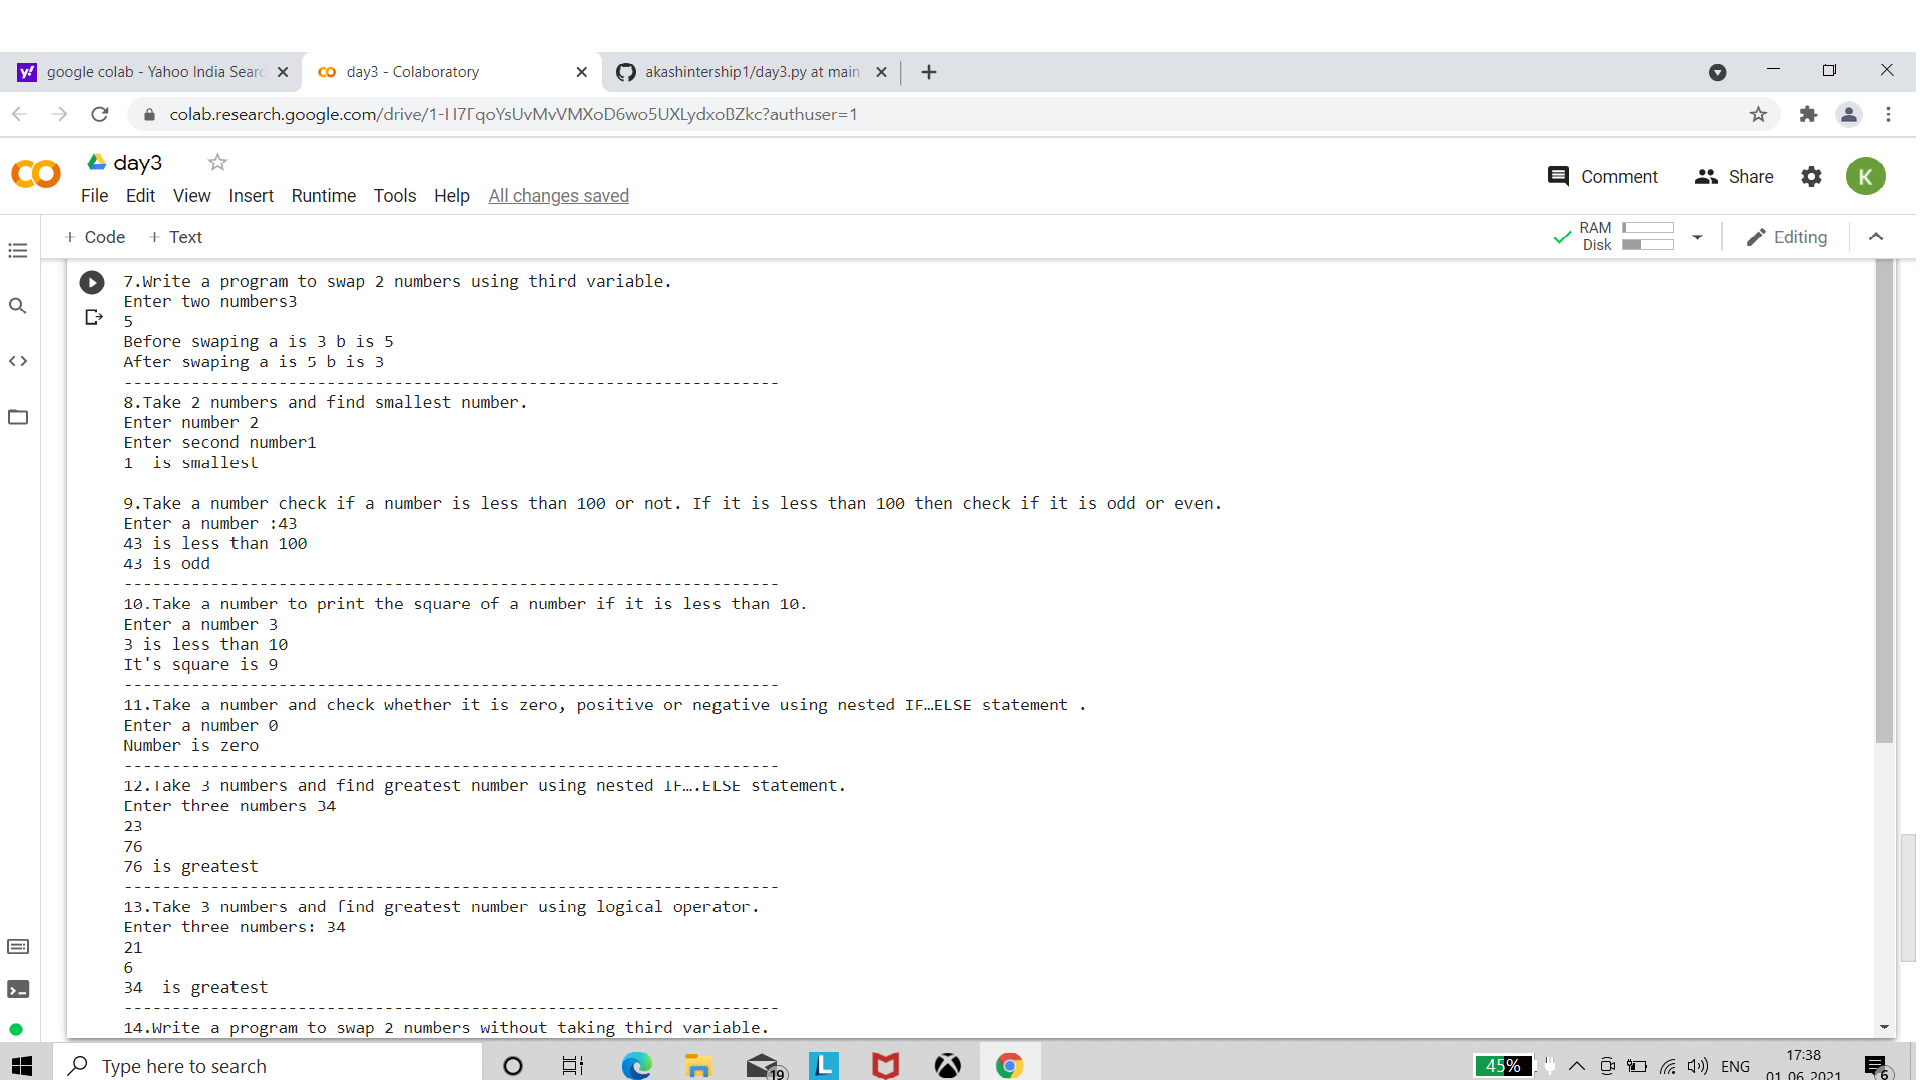 google colab - Yahoo India Searc
day3 - Colaboratory
akashintership1/day3.py at main
day3
File Edit View Insert Runtime Tools Help All changes saved
Comment
Share
K
+ Code + Text
RAM
Disk
Editing
7.Write a program to swap 2 numbers using third variable.
Enter two numbers3
5
Before swaping a is 3 b is 5
After swaping a is 5 b is 3
--------------------------------------------------------------------
8.Take 2 numbers and find smallest number.
Enter number 2
Enter second number1
1  is smallest
9.Take a number check if a number is less than 100 or not. If it is less than 100 then check if it is odd or even.
Enter a number :43
43 is less than 100
43 is odd
--------------------------------------------------------------------
10.Take a number to print the square of a number if it is less than 10.
Enter a number 3
3 is less than 10
It's square is 9
--------------------------------------------------------------------
11.Take a number and check whether it is zero, positive or negative using nested IF…ELSE statement .
Enter a number 0
Number is zero
--------------------------------------------------------------------
12.Take 3 numbers and find greatest number using nested IF….ELSE statement.
Enter three numbers 34
23
76
76 is greatest
--------------------------------------------------------------------
13.Take 3 numbers and find greatest number using logical operator.
Enter three numbers: 34
21
6
34  is greatest
--------------------------------------------------------------------
14.Write a program to swap 2 numbers without taking third variable.
Type here to search
19
L
45%
ENG
17:38
01.06.2021
6